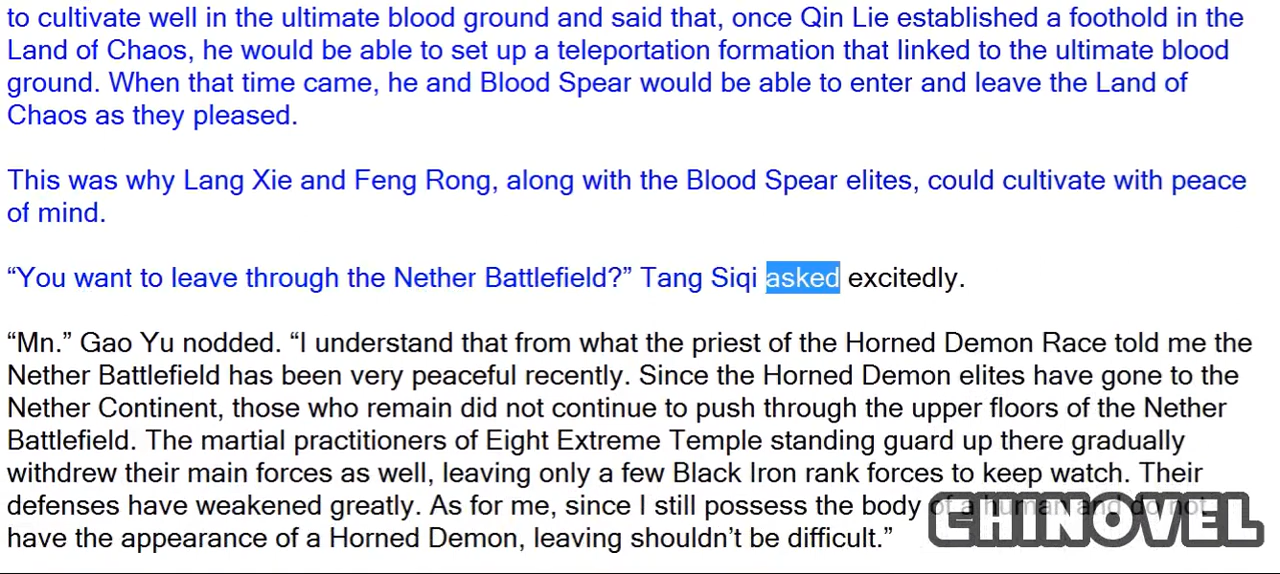 to cultivate well in the ultimate blood ground and said that, once Qin Lie established a foothold in the
Land of Chaos, he would be able to set up a teleportation formation that linked to the ultimate blood
ground. When that time came, he and Blood Spear would be able to enter and leave the Land of
Chaos as they pleased.
This was why Lang Xie and Feng Rong, along with the Blood Spear elites, could cultivate with peace
of mind.
“You want to leave through the Nether Battlefield?” Tang Siqi asked excitedly.
“Mn.” Gao Yu nodded. “I understand that from what the priest of the Horned Demon Race told me the
Nether Battlefield has been very peaceful recently. Since the Horned Demon elites have gone to the
Nether Continent, those who remain did not continue to push through the upper floors of the Nether
Battlefield. The martial practitioners of Eight Extreme Temple standing guard up there gradually
withdrew their main forces as well, leaving only a few Black Iron rank forces to keep watch. Their
defenses have weakened greatly. As for me, since I still possess the body of a human and do not
have the appearance of a Horned Demon, leaving shouldn’t be difficult.”
CHINOVEL